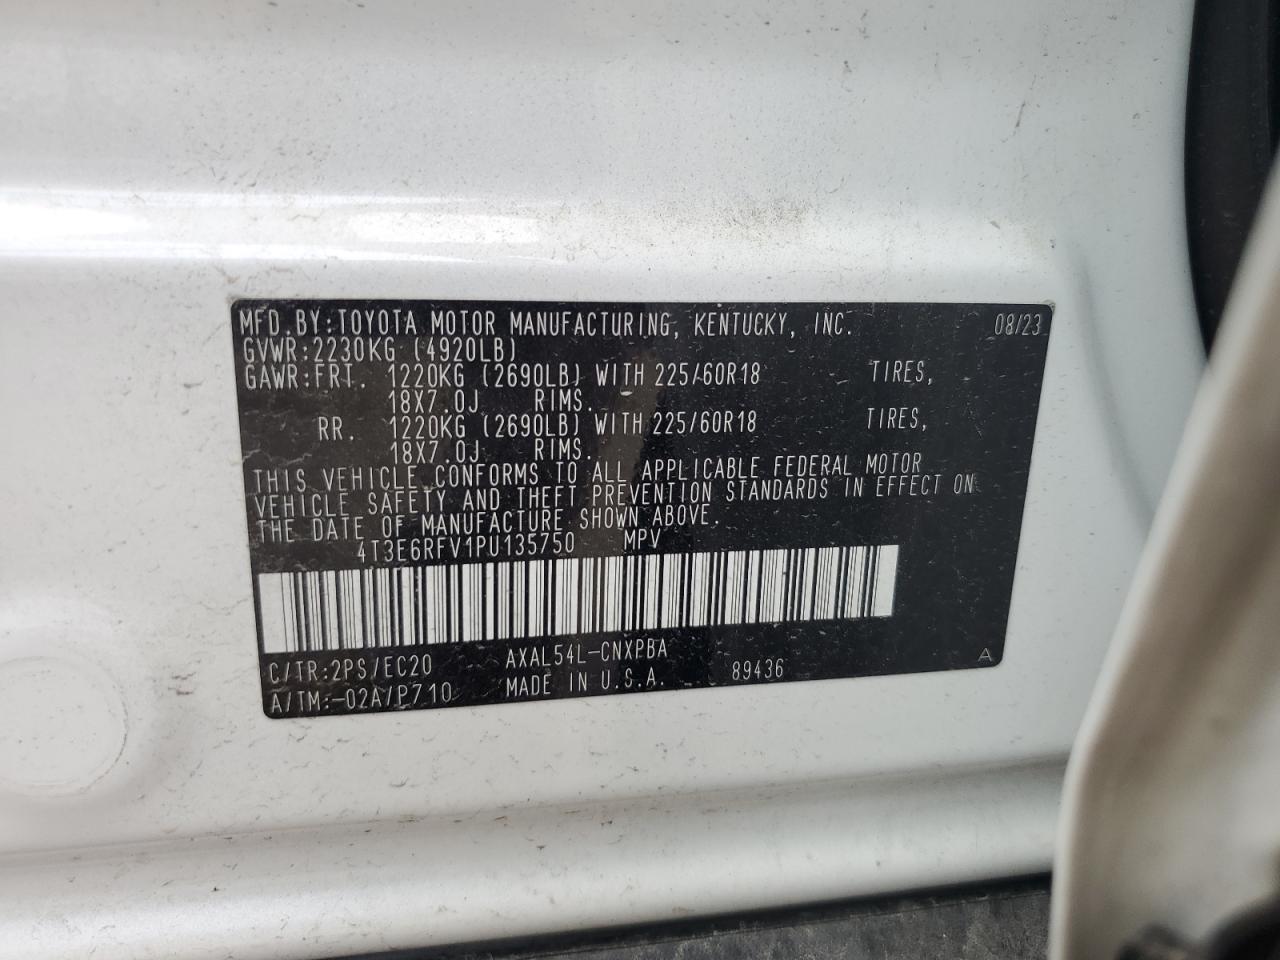 MFD.BY:TOYOTA MOTOR MANUFACTURING, KENTUCKY, INC. 08/23
GVWR:2230KG (4920LB)
GAWR:FRT. 1220KG (2690LB) WITH 225/60R18 TIRES,
18X7.0J RIMS.
RR. 1220KG (2690LB) WITH 225/60R18 TIRES,
18X7.0J RIMS.
THIS VEHICLE CONFORMS TO ALL APPLICABLE FEDERAL MOTOR
VEHICLE SAFETY AND THEFT PREVENTION STANDARDS IN EFFECT ON
THE DATE OF MANUFACTURE SHOWN ABOVE.
4T3E6RFV1PU135750 MPV
C/TR:2PS/EC20 AXAL54L-CNXPBA
A/TM:-02A/P710 MADE IN U.S.A. 89436 A